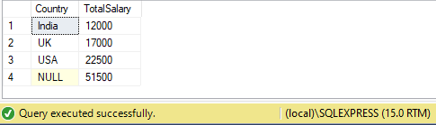 Country TotalSalary
1 India 12000
2 UK 17000
3 USA 22500
4 NULL 51500
Query executed successfully. (local)\SQLEXPRESS (15.0 RTM)